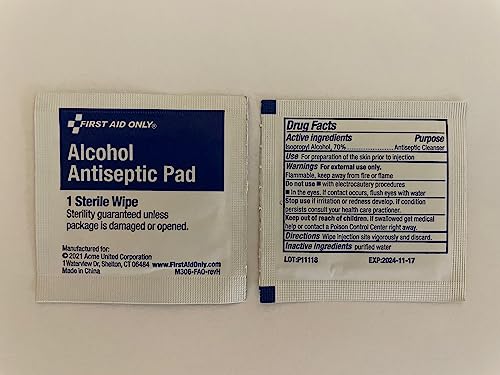 FIRST AID ONLY®
Alcohol
Antiseptic Pad
1 Sterile Wipe
Sterility guaranteed unless
package is damaged or opened.
Manufactured for:
©2021 Acme United Corporation
1 Waterview Dr, Shelton, CT 06484 www.FirstAidOnly.com
Made in China M306-FAO-revH
Drug Facts
Active ingredients Purpose
Isopropyl Alcohol, 70%......................Antiseptic Cleanser
Use For preparation of the skin prior to injection
Warnings For external use only.
Flammable, keep away from fire or flame
Do not use ■ with electrocautery procedures
■ In the eyes. If contact occurs, flush eyes with water
Stop use if irritation or redness develop. If condition
persists consult your health care practioner.
Keep out of reach of children. If swallowed get medical
help or contact a Poison Control Center right away.
Directions Wipe injection site vigorously and discard.
Inactive ingredients purified water
LOT:P11118 EXP:2024-11-17